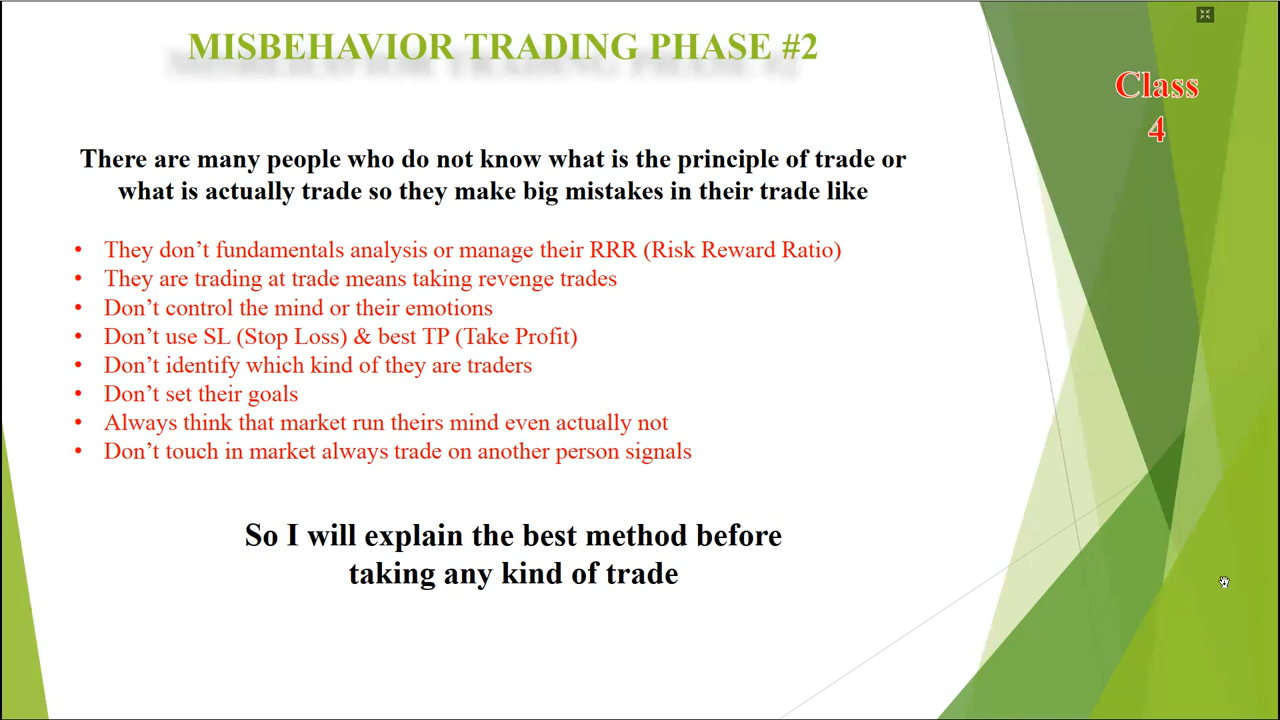 MISBEHAVIOR TRADING PHASE #2
Class
4
There are many people who do not know what is the principle of trade or
what is actually trade so they make big mistakes in their trade like
• They don’t fundamentals analysis or manage their RRR (Risk Reward Ratio)
• They are trading at trade means taking revenge trades
• Don’t control the mind or their emotions
• Don’t use SL (Stop Loss) & best TP (Take Profit)
• Don’t identify which kind of they are traders
• Don’t set their goals
• Always think that market run theirs mind even actually not
• Don’t touch in market always trade on another person signals
So I will explain the best method before
taking any kind of trade